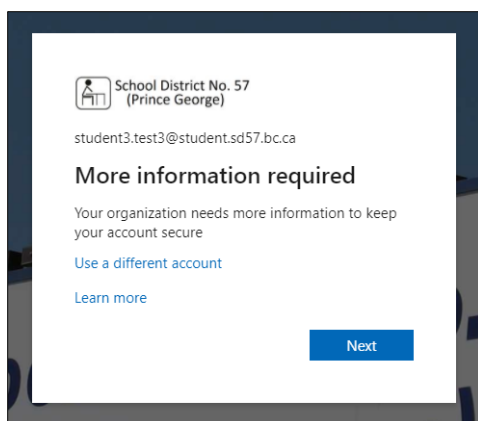 School District No. 57
(Prince George)
student3.test3@student.sd57.bc.ca
More information required
Your organization needs more information to keep
your account secure
Use a different account
Learn more
Next